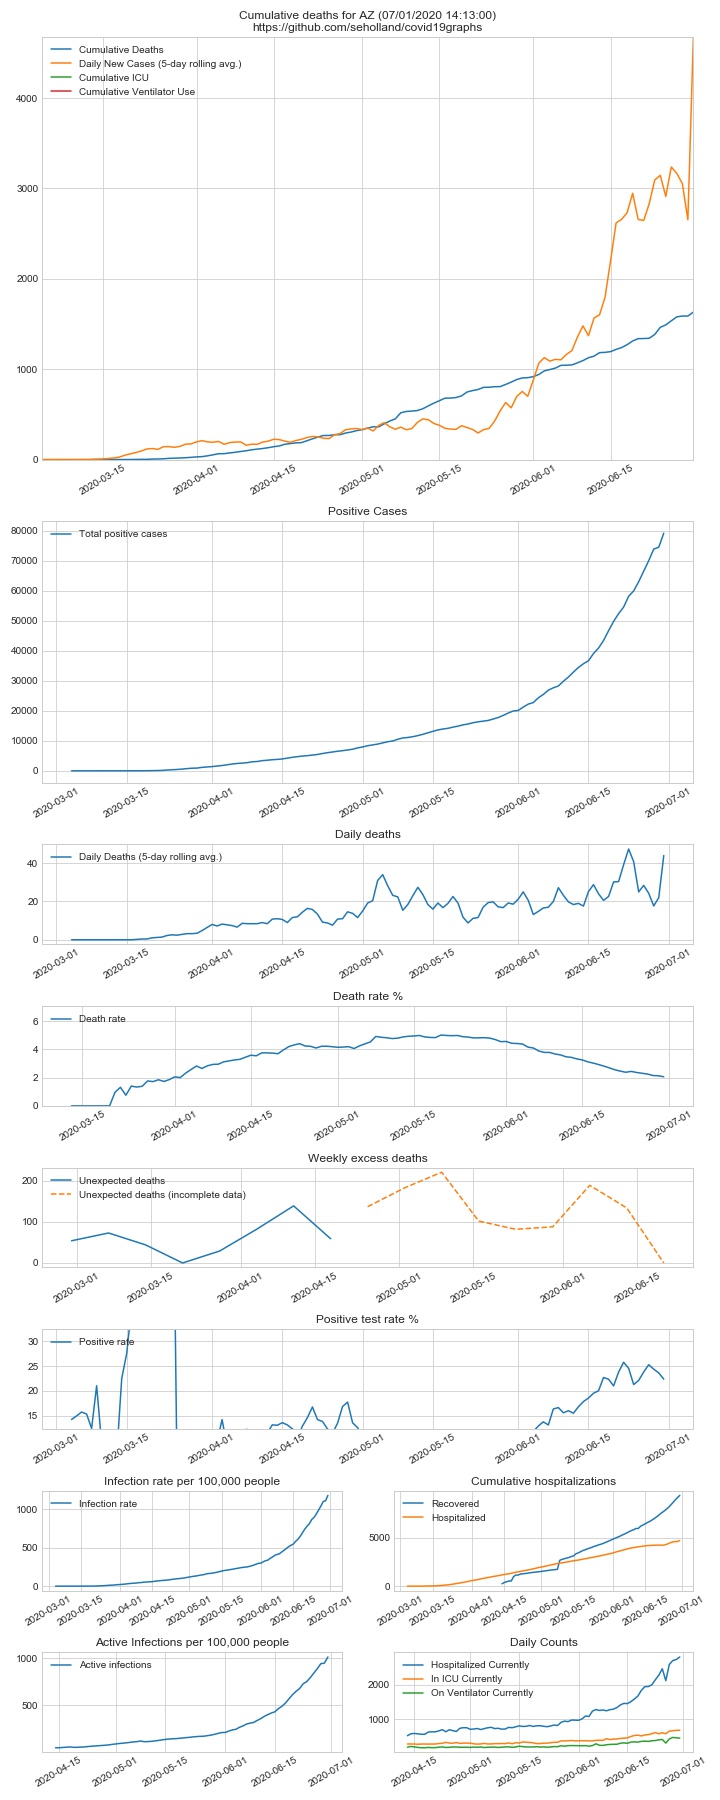 Cumulative deaths for AZ (07/01/2020 14:13:00)
https://github.com/seholland/covid19graphs
Cumulative Deaths
Daily New Cases (5-day rolling avg.)
Cumulative ICU
Cumulative Ventilator Use
4000
3000
2000
1000
0
2020-03-15 2020-04-01 2020-04-15 2020-05-01 2020-05-15 2020-06-01 2020-06-15
Positive Cases
Total positive cases
80000
70000
60000
50000
40000
30000
20000
10000
0
2020-03-01 2020-03-15 2020-04-01 2020-04-15 2020-05-01 2020-05-15 2020-06-01 2020-06-15 2020-07-01
Daily deaths
Daily Deaths (5-day rolling avg.)
40
20
0
2020-03-01 2020-03-15 2020-04-01 2020-04-15 2020-05-01 2020-05-15 2020-06-01 2020-06-15 2020-07-01
Death rate %
Death rate
6
4
2
0
2020-03-15 2020-04-01 2020-04-15 2020-05-01 2020-05-15 2020-06-01 2020-06-15 2020-07-01
Weekly excess deaths
Unexpected deaths
Unexpected deaths (incomplete data)
200
100
0
2020-03-01 2020-03-15 2020-04-01 2020-04-15 2020-05-01 2020-05-15 2020-06-01 2020-06-15
Positive test rate %
Positive rate
30
25
20
15
2020-03-01 2020-03-15 2020-04-01 2020-04-15 2020-05-01 2020-05-15 2020-06-01 2020-06-15 2020-07-01
Infection rate per 100,000 people
Infection rate
1000
500
0
2020-03-01 2020-03-15 2020-04-01 2020-04-15 2020-05-01 2020-05-15 2020-06-01 2020-06-15 2020-07-01
Cumulative hospitalizations
Recovered
Hospitalized
5000
0
2020-03-01 2020-03-15 2020-04-01 2020-04-15 2020-05-01 2020-05-15 2020-06-01 2020-06-15 2020-07-01
Active Infections per 100,000 people
Active infections
1000
500
2020-04-15 2020-05-01 2020-05-15 2020-06-01 2020-06-15 2020-07-01
Daily Counts
Hospitalized Currently
In ICU Currently
On Ventilator Currently
2000
1000
2020-04-15 2020-05-01 2020-05-15 2020-06-01 2020-06-15 2020-07-01